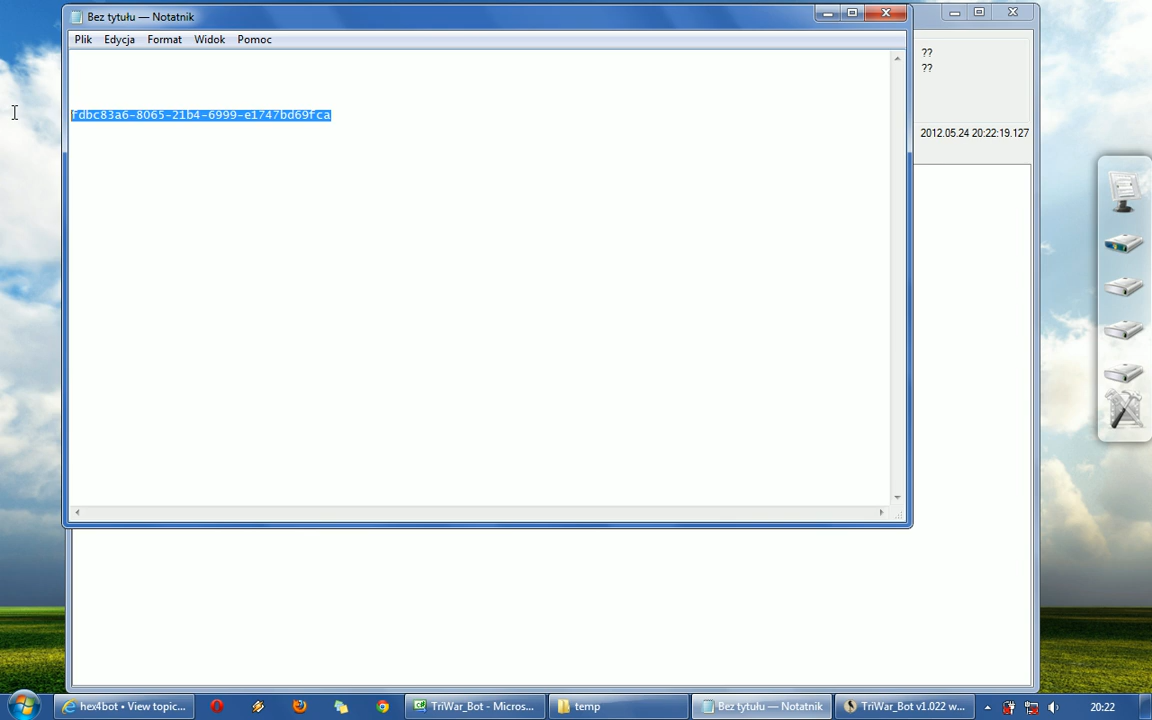 Bez tytułu — Notatnik
Plik Edycja Format Widok Pomoc
fdbc83a6-8065-21b4-6999-e1747bd69fca
??
??
2012.05.24 20:22:19.127
hex4bot • View topic...
TriWar_Bot - Micros...
temp
Bez tytułu — Notatnik
TriWar_Bot v1.022 w...
20:22